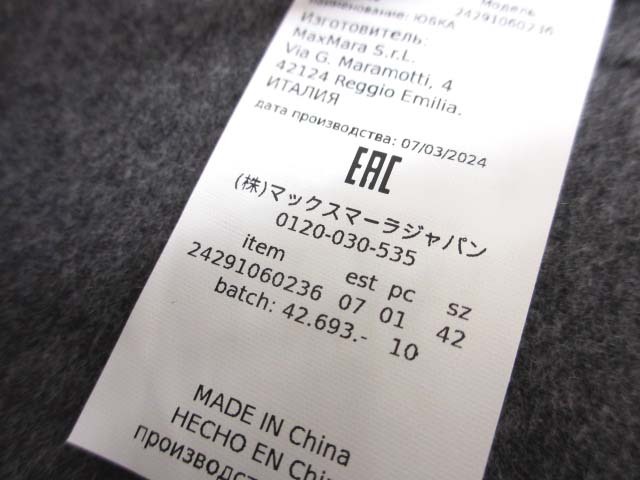 Модель
наименование: ЮБКА 24291060236
Изготовитель:
MaxMara S.r.L.
Via G. Maramotti, 4
42124 Reggio Emilia.
ИТАЛИЯ
дата производства: 07/03/2024
EAC
(株)マックスマーラジャパン
0120-030-535
item est pc sz
24291060236 07 01 42
batch: 42.693.- 10
MADE IN China
HECHO EN China
производст